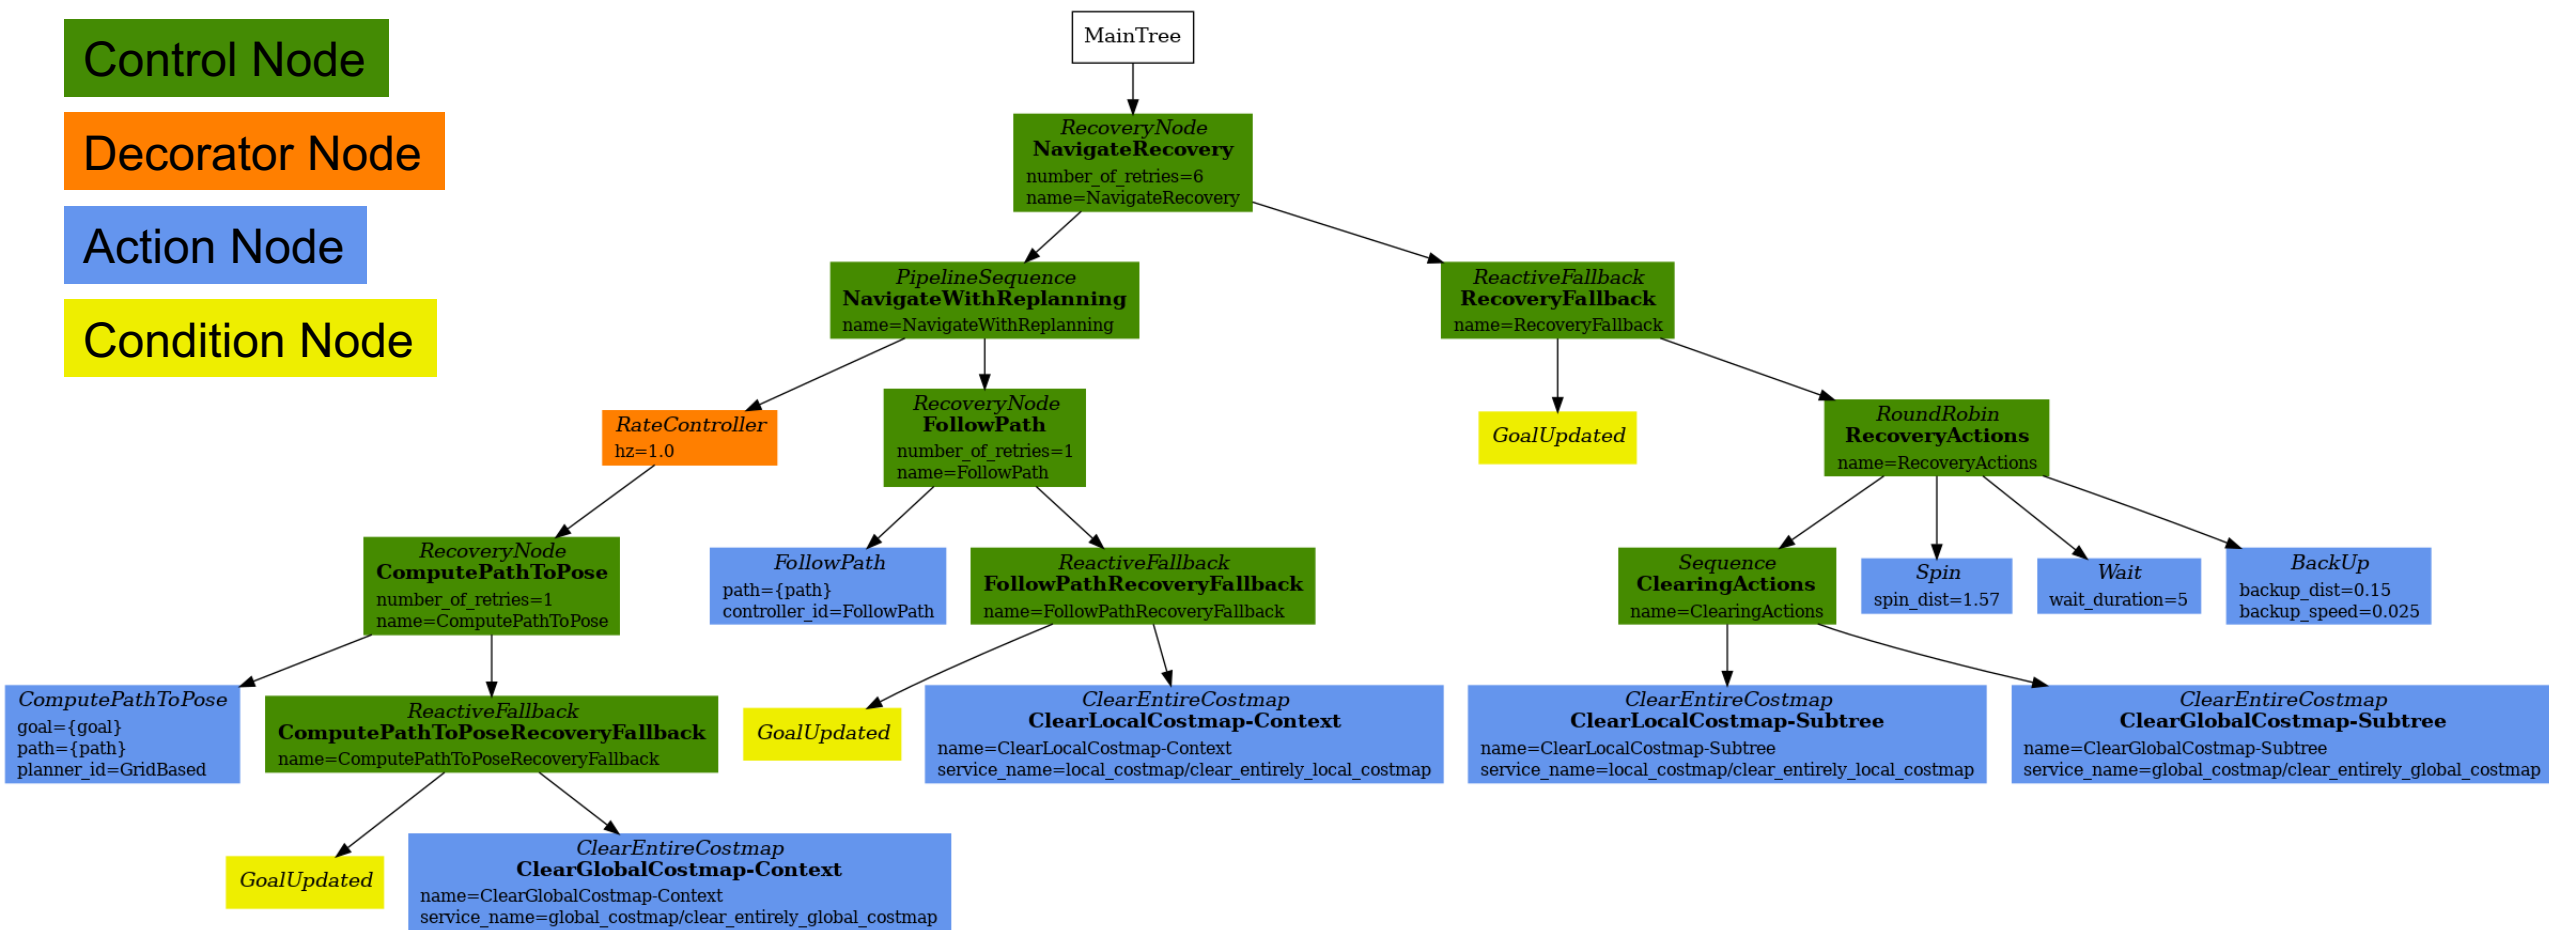 Control Node
Decorator Node
Action Node
Condition Node
MainTree
RecoveryNode
NavigateRecovery
number_of_retries=6
name=NavigateRecovery
PipelineSequence
NavigateWithReplanning
name=NavigateWithReplanning
ReactiveFallback
RecoveryFallback
name=RecoveryFallback
RateController
hz=1.0
RecoveryNode
FollowPath
number_of_retries=1
name=FollowPath
GoalUpdated
RoundRobin
RecoveryActions
name=RecoveryActions
RecoveryNode
ComputePathToPose
number_of_retries=1
name=ComputePathToPose
FollowPath
path={path}
controller_id=FollowPath
ReactiveFallback
FollowPathRecoveryFallback
name=FollowPathRecoveryFallback
Sequence
ClearingActions
name=ClearingActions
Spin
spin_dist=1.57
Wait
wait_duration=5
BackUp
backup_dist=0.15
backup_speed=0.025
ComputePathToPose
goal={goal}
path={path}
planner_id=GridBased
ReactiveFallback
ComputePathToPoseRecoveryFallback
name=ComputePathToPoseRecoveryFallback
GoalUpdated
ClearEntireCostmap
ClearLocalCostmap-Context
name=ClearLocalCostmap-Context
service_name=local_costmap/clear_entirely_local_costmap
ClearEntireCostmap
ClearLocalCostmap-Subtree
name=ClearLocalCostmap-Subtree
service_name=local_costmap/clear_entirely_local_costmap
ClearEntireCostmap
ClearGlobalCostmap-Subtree
name=ClearGlobalCostmap-Subtree
service_name=global_costmap/clear_entirely_global_costmap
GoalUpdated
ClearEntireCostmap
ClearGlobalCostmap-Context
name=ClearGlobalCostmap-Context
service_name=global_costmap/clear_entirely_global_costmap